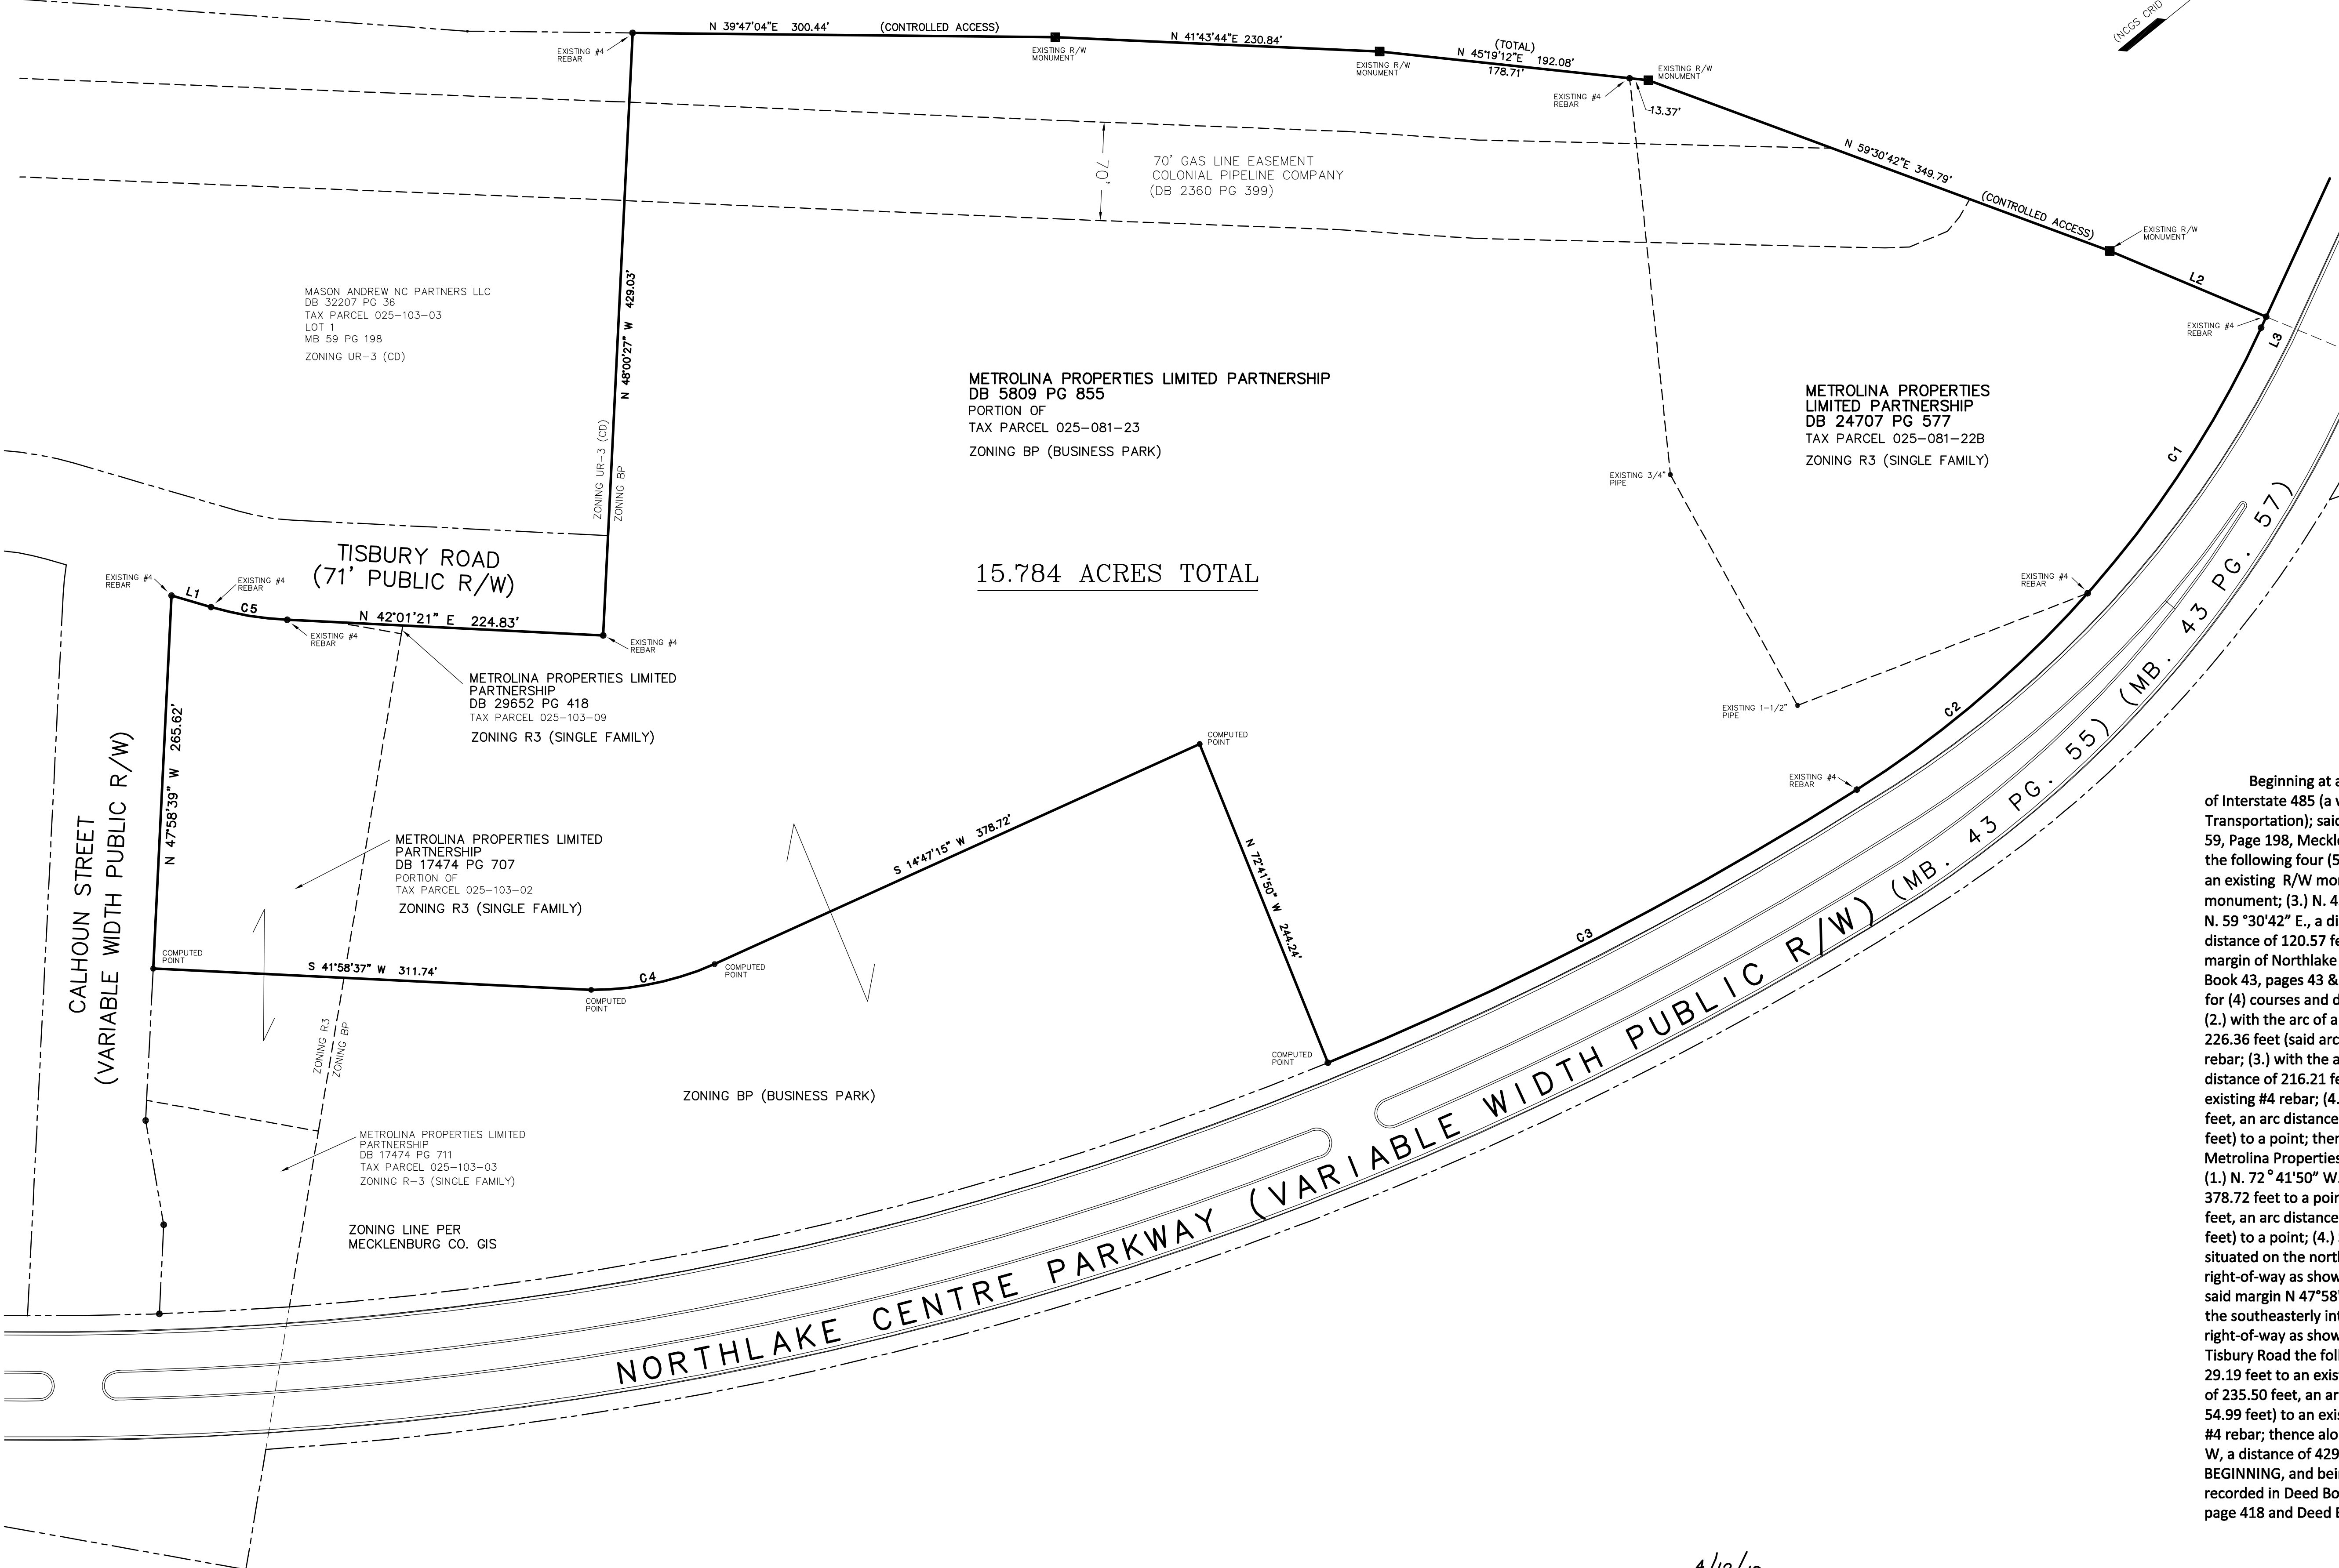 (NCGS GRID
N 39°47'04"E 300.44' (CONTROLLED ACCESS)
EXISTING #4
REBAR
EXISTING R/W
MONUMENT
N 41°43'44"E 230.84'
EXISTING R/W
MONUMENT
(TOTAL)
N 45°19'12"E 192.08'
178.71'
EXISTING R/W
MONUMENT
EXISTING #4
REBAR
13.37'
N 59°30'42"E 349.79'
(CONTROLLED ACCESS)
EXISTING R/W
MONUMENT
L2
EXISTING #4
REBAR
L3
70'
70' GAS LINE EASEMENT
COLONIAL PIPELINE COMPANY
(DB 2360 PG 399)
MASON ANDREW NC PARTNERS LLC
DB 32207 PG 36
TAX PARCEL 025-103-03
LOT 1
MB 59 PG 198
ZONING UR-3 (CD)
N 48°00'27" W 429.03'
ZONING UR-3 (CD)
ZONING BP
METROLINA PROPERTIES LIMITED PARTNERSHIP
DB 5809 PG 855
PORTION OF
TAX PARCEL 025-081-23
ZONING BP (BUSINESS PARK)
METROLINA PROPERTIES
LIMITED PARTNERSHIP
DB 24707 PG 577
TAX PARCEL 025-081-22B
ZONING R3 (SINGLE FAMILY)
C1
EXISTING 3/4"
PIPE
15.784 ACRES TOTAL
TISBURY ROAD
(71' PUBLIC R/W)
EXISTING #4
REBAR
L1
EXISTING #4
REBAR
C5
EXISTING #4
REBAR
N 42°01'21" E 224.83'
EXISTING #4
REBAR
EXISTING #4
REBAR
METROLINA PROPERTIES LIMITED
PARTNERSHIP
DB 29652 PG 418
TAX PARCEL 025-103-09
ZONING R3 (SINGLE FAMILY)
EXISTING 1-1/2"
PIPE
C2
EXISTING #4
REBAR
COMPUTED
POINT
N 47°58'39" W 265.62'
CALHOUN STREET
(VARIABLE WIDTH PUBLIC R/W)
METROLINA PROPERTIES LIMITED
PARTNERSHIP
DB 17474 PG 707
PORTION OF
TAX PARCEL 025-103-02
ZONING R3 (SINGLE FAMILY)
S 14°47'15" W 378.72'
N 72°41'50" W 244.24'
C3
COMPUTED
POINT
S 41°58'37" W 311.74'
C4
COMPUTED
POINT
COMPUTED
POINT
COMPUTED
POINT
ZONING R3
ZONING BP
ZONING BP (BUSINESS PARK)
METROLINA PROPERTIES LIMITED
PARTNERSHIP
DB 17474 PG 711
TAX PARCEL 025-103-03
ZONING R-3 (SINGLE FAMILY)
ZONING LINE PER
MECKLENBURG CO. GIS
NORTHLAKE CENTRE PARKWAY (VARIABLE WIDTH PUBLIC R/W) (MB. 43 PG. 55) (MB. 43 PG. 57)
Beginning at a
of Interstate 485 (a
Transportation);
59, Page 198,
the following four (5
an existing R/W
monument; (3.) N. 4
N. 59 °30'42" E., a
distance of 120.57
margin of Northlake
Book 43, pages 43 &
for (4) courses and
(2.) with the arc of a
226.36 feet (said arc
rebar; (3.) with the
distance of 216.21
existing #4 rebar; (4.
feet, an arc distance
feet) to a point;
Metrolina Properties
(1.) N. 72°41'50" W.
378.72 feet to a
feet, an arc distance
feet) to a point; (4.)
situated on the
right-of-way as
said margin N 47°58'
the southeasterly
right-of-way as
Tisbury Road the
29.19 feet to an
of 235.50 feet, an
54.99 feet) to an
#4 rebar; thence
W, a distance of 429
BEGINNING, and
recorded in Deed
page 418 and Deed